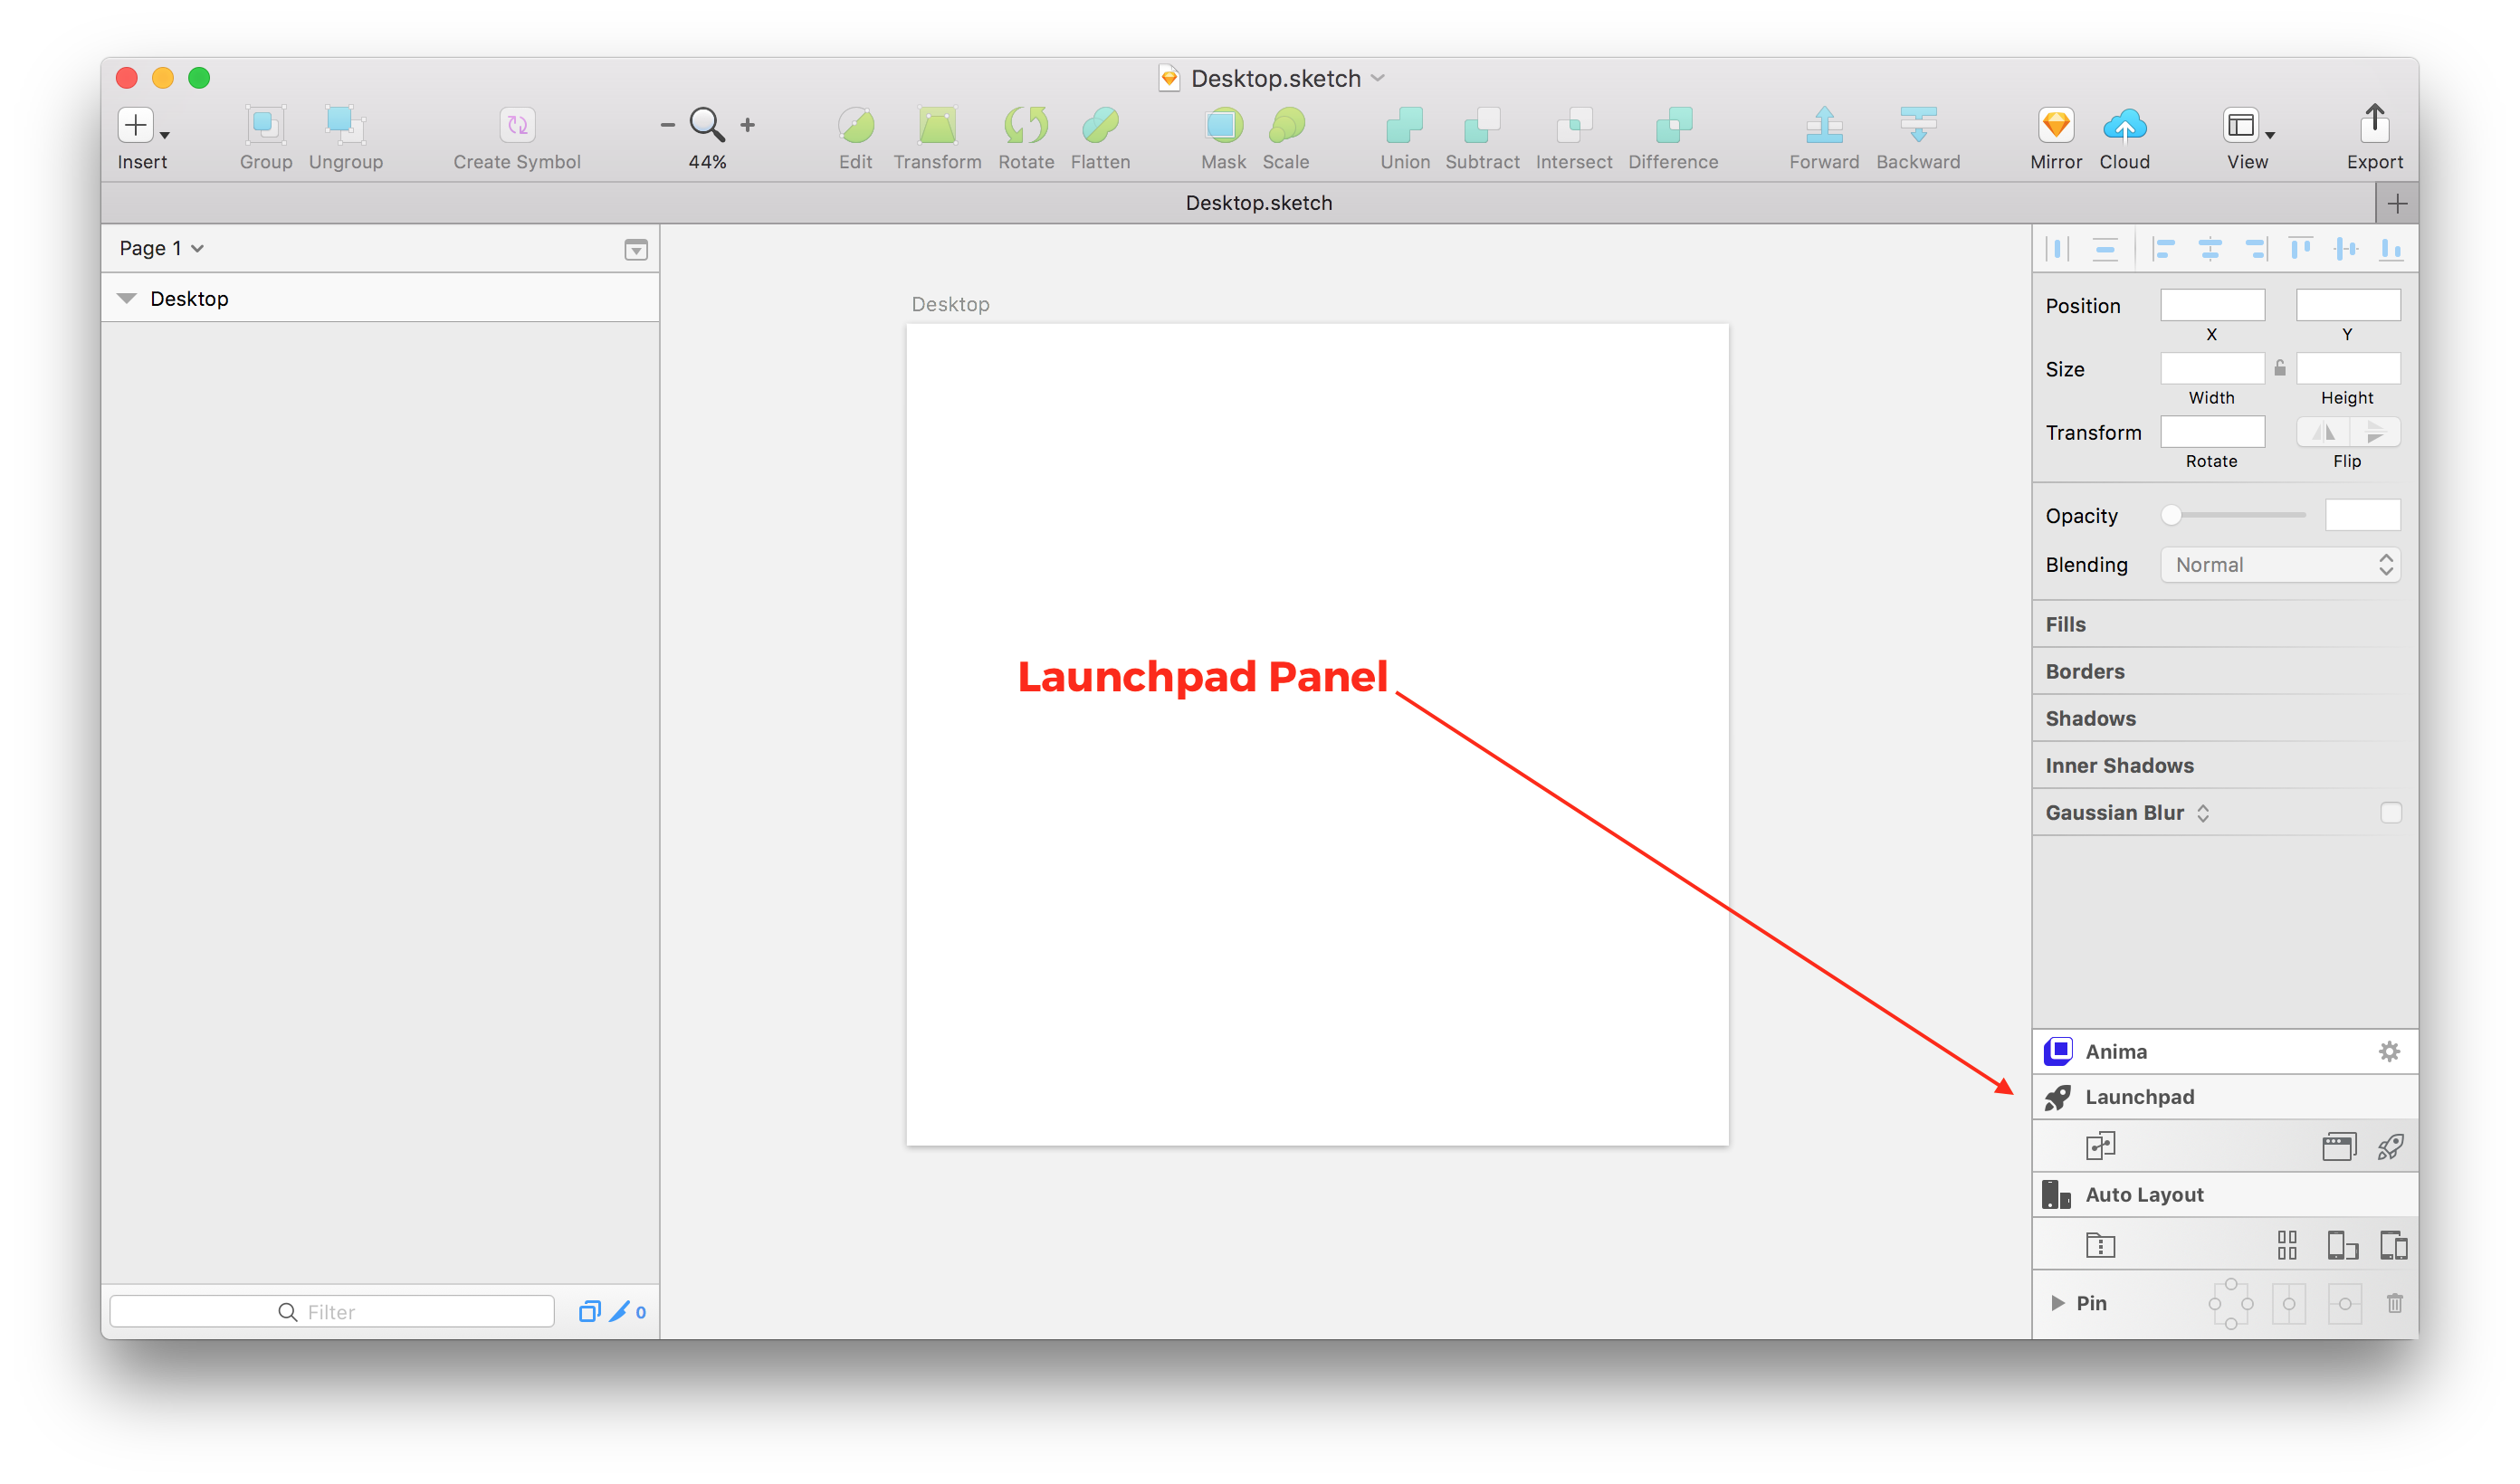 Desktop.sketch
Insert Group Ungroup Create Symbol 44% Edit Transform Rotate Flatten Mask Scale Union Subtract Intersect Difference Forward Backward Mirror Cloud View Export
Desktop.sketch
Page 1
Desktop
Filter
0
Desktop
Launchpad Panel
Position
X Y
Size
Width Height
Transform
Rotate Flip
Opacity
Blending Normal
Fills
Borders
Shadows
Inner Shadows
Gaussian Blur
Anima
Launchpad
Auto Layout
Pin